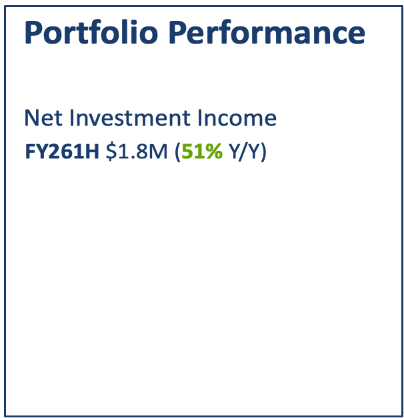 Portfolio Performance
Net Investment Income
FY261H $1.8M (51% Y/Y)